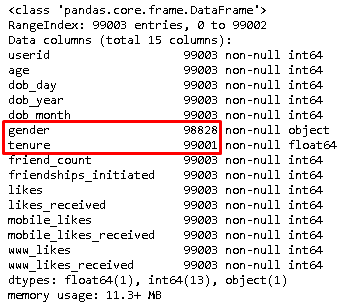 <class 'pandas.core.frame.DataFrame'>
RangeIndex: 99003 entries, 0 to 99002
Data columns (total 15 columns):
userid                   99003 non-null int64
age                      99003 non-null int64
dob_day                  99003 non-null int64
dob_year                 99003 non-null int64
dob_month                99003 non-null int64
gender                   98828 non-null object
tenure                   99001 non-null float64
friend_count             99003 non-null int64
friendships_initiated    99003 non-null int64
likes                    99003 non-null int64
likes_received           99003 non-null int64
mobile_likes             99003 non-null int64
mobile_likes_received    99003 non-null int64
www_likes                99003 non-null int64
www_likes_received       99003 non-null int64
dtypes: float64(1), int64(13), object(1)
memory usage: 11.3+ MB